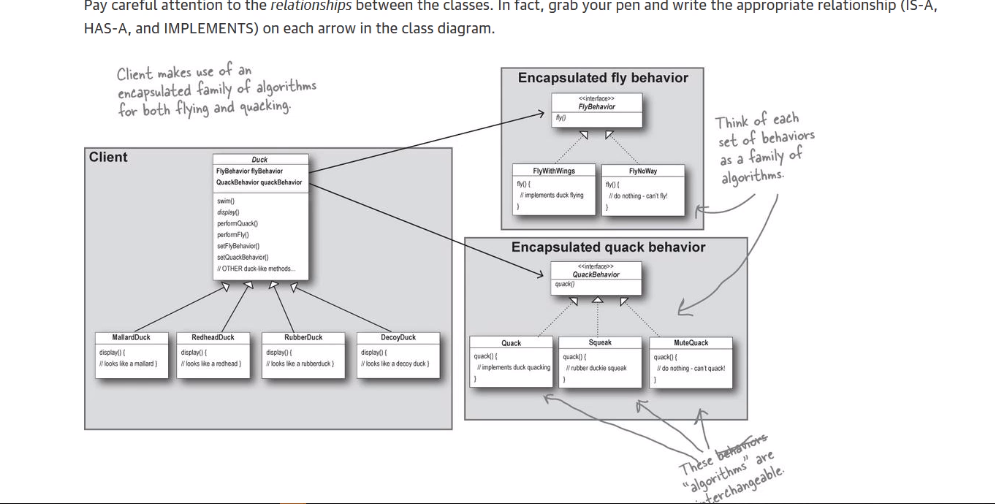 Pay careful attention to the relationships between the classes. In fact, grab your pen and write the appropriate relationship (IS-A,
HAS-A, and IMPLEMENTS) on each arrow in the class diagram.
Client makes use of an
encapsulated family of algorithms
for both flying and quacking.
Client
Duck
FlyBehavior flyBehavior
QuackBehavior quackBehavior
swim()
display()
performQuack()
performFly()
setFlyBehavior()
setQuackBehavior()
// OTHER duck-like methods...
MallardDuck
display() {
// looks like a mallard }
RedheadDuck
display() {
// looks like a redhead }
RubberDuck
display() {
// looks like a rubberduck }
DecoyDuck
display() {
// looks like a decoy duck }
Encapsulated fly behavior
<<interface>>
FlyBehavior
fly()
FlyWithWings
fly() {
// implements duck flying
}
FlyNoWay
fly() {
// do nothing - can't fly!
}
Think of each
set of behaviors
as a family of
algorithms.
Encapsulated quack behavior
<<interface>>
QuackBehavior
quack()
Quack
quack() {
// implements duck quacking
}
Squeak
quack() {
// rubber duckie squeak
}
MuteQuack
quack() {
// do nothing - can't quack!
}
These behaviors
"algorithms" are
nterchangeable.